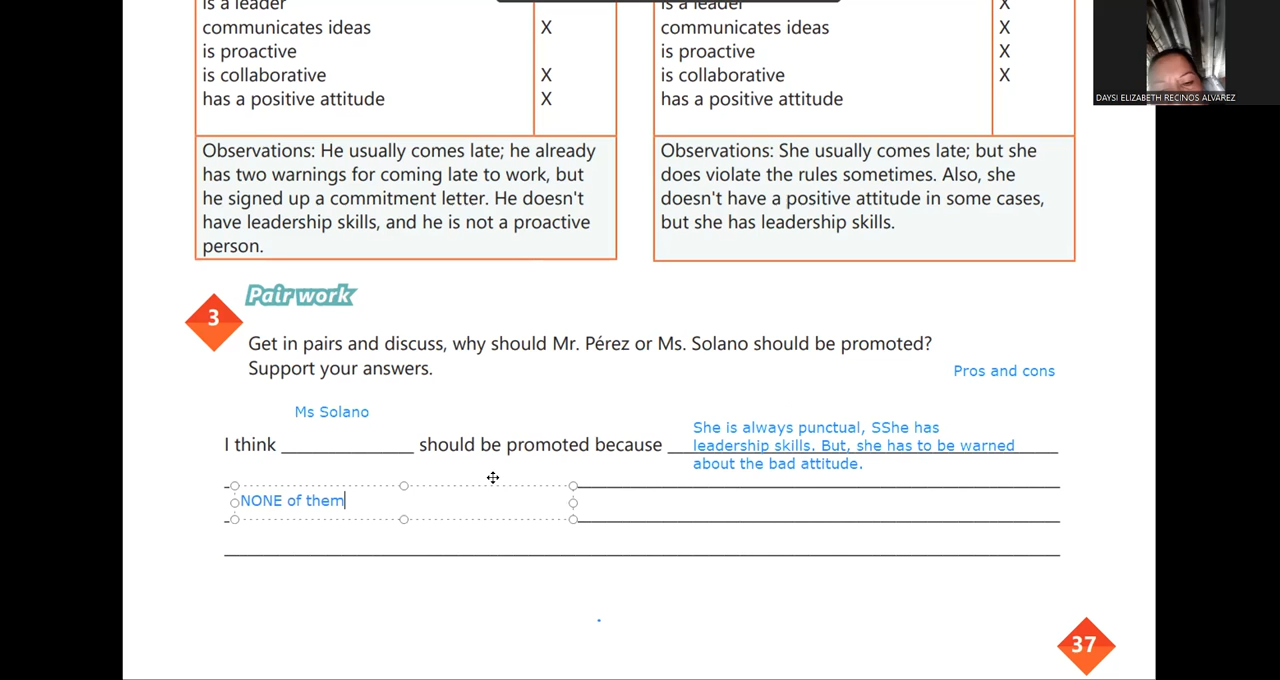 is a leader
communicates ideas X
is proactive
is collaborative X
has a positive attitude X
Observations: He usually comes late; he already
has two warnings for coming late to work, but
he signed up a commitment letter. He doesn't
have leadership skills, and he is not a proactive
person.
is a leader X
communicates ideas X
is proactive X
is collaborative X
has a positive attitude
Observations: She usually comes late; but she
does violate the rules sometimes. Also, she
doesn't have a positive attitude in some cases,
but she has leadership skills.
DAYSI ELIZABETH RECINOS ALVAREZ
Pair work
3
Get in pairs and discuss, why should Mr. Pérez or Ms. Solano should be promoted?
Support your answers.
Pros and cons
Ms Solano
I think ______________ should be promoted because
She is always punctual, SShe has
leadership skills. But, she has to be warned
about the bad attitude.
NONE of them
37